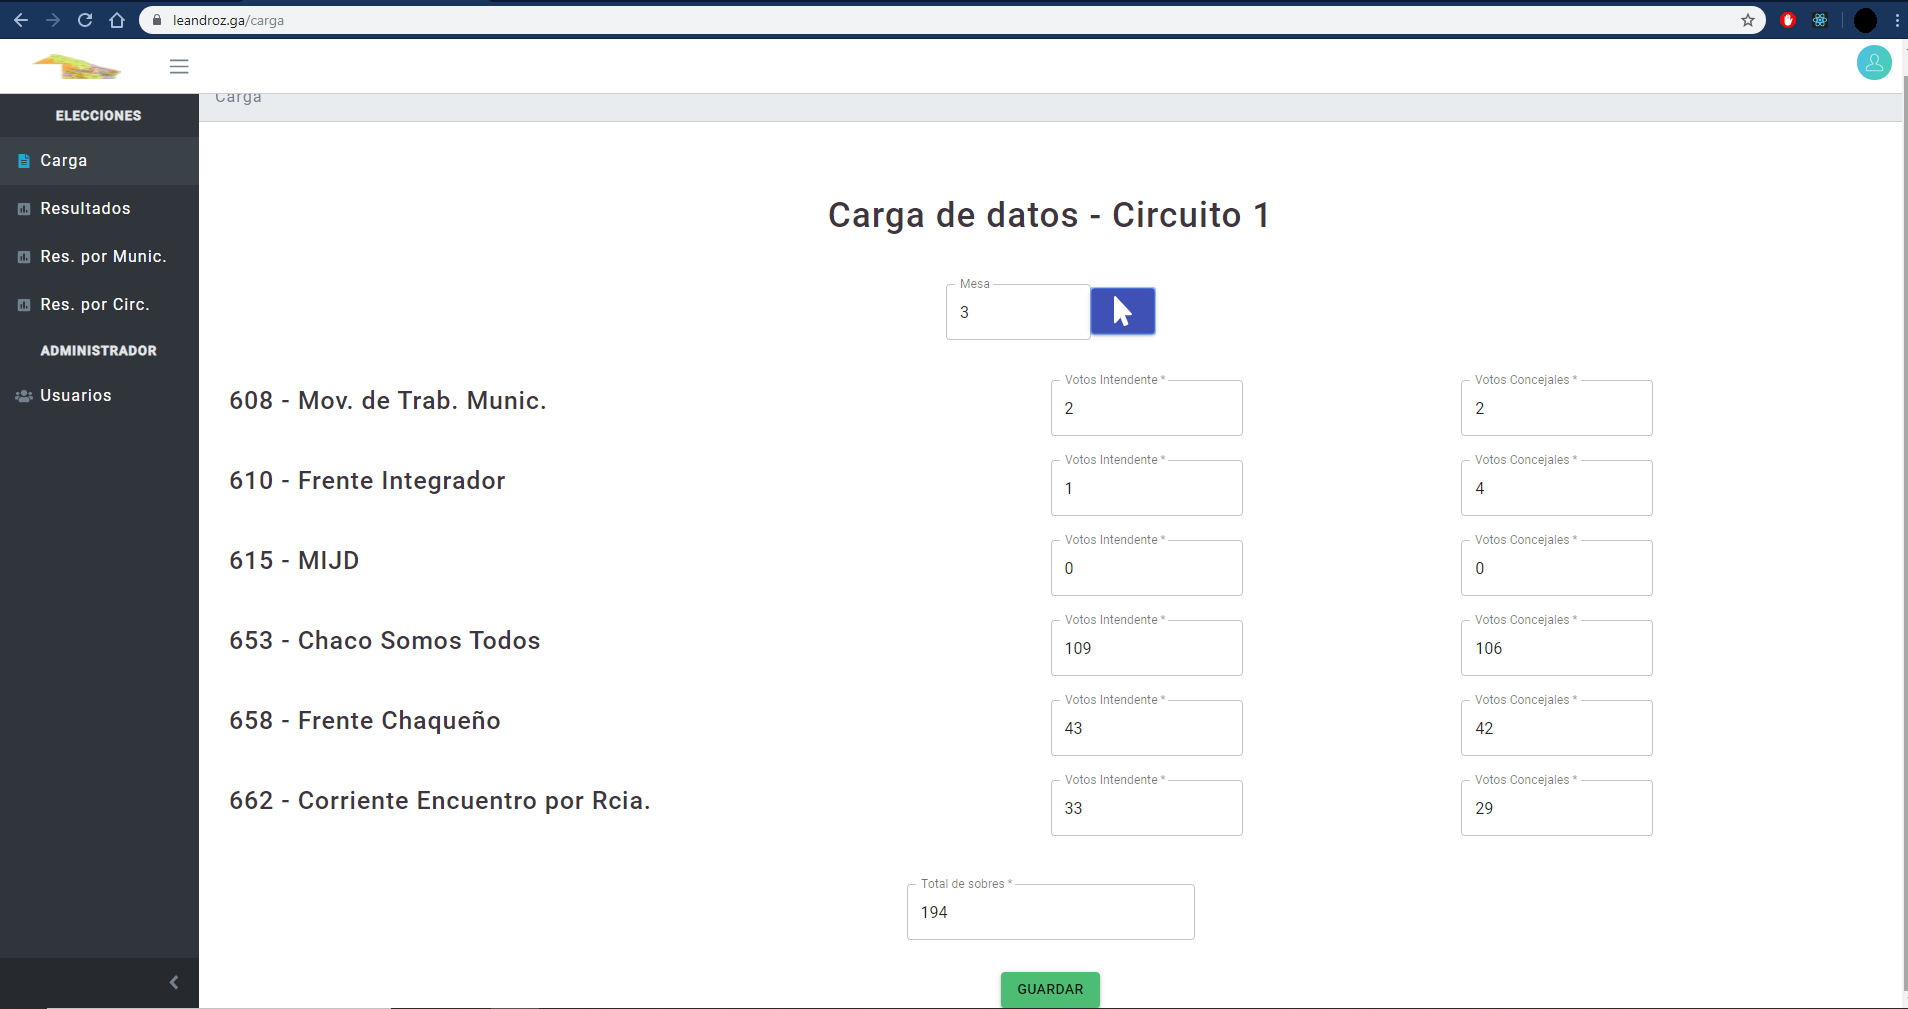 leandroz.ga/carga
Carga
ELECCIONES
Carga
Resultados
Res. por Munic.
Res. por Circ.
ADMINISTRADOR
Usuarios
Carga de datos - Circuito 1
Mesa
3
608 - Mov. de Trab. Munic.
Votos Intendente *
2
Votos Concejales *
2
610 - Frente Integrador
Votos Intendente *
1
Votos Concejales *
4
615 - MIJD
Votos Intendente *
0
Votos Concejales *
0
653 - Chaco Somos Todos
Votos Intendente *
109
Votos Concejales *
106
658 - Frente Chaqueño
Votos Intendente *
43
Votos Concejales *
42
662 - Corriente Encuentro por Rcia.
Votos Intendente *
33
Votos Concejales *
29
Total de sobres *
194
GUARDAR